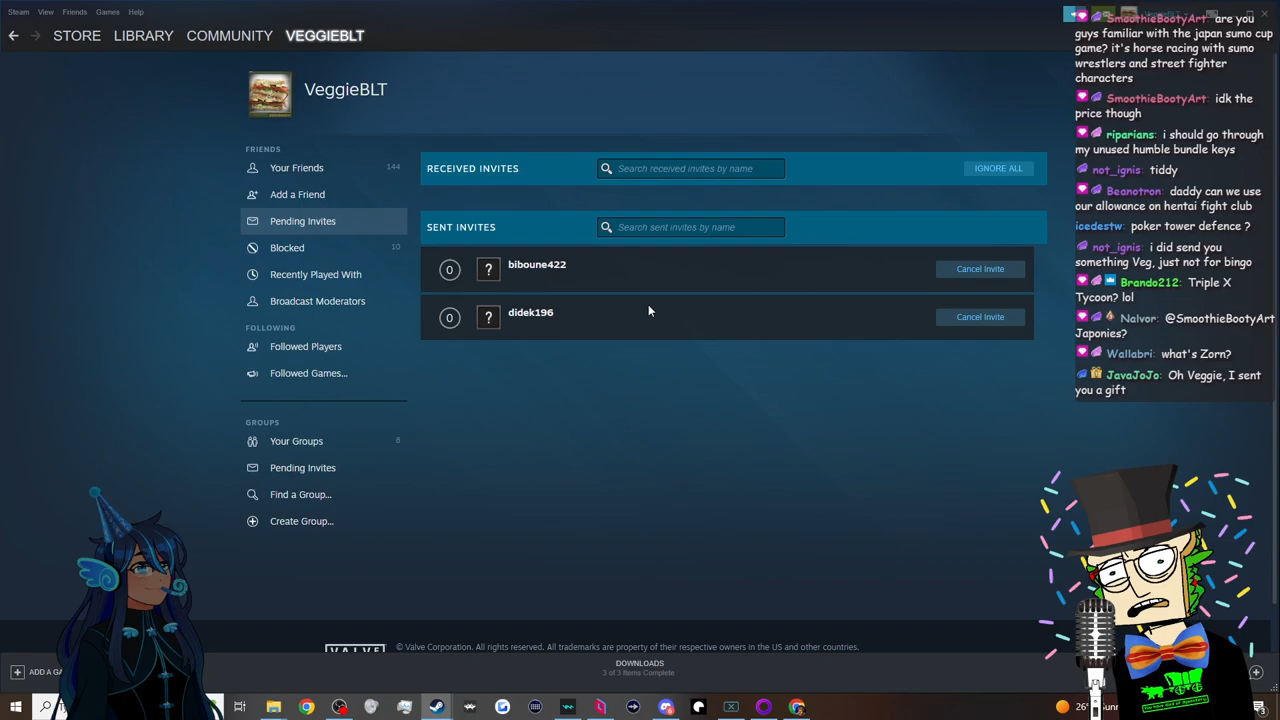 Steam View Friends Games Help
STORE LIBRARY COMMUNITY VEGGIEBLT
VeggieBLT
FRIENDS
Your Friends 144
Add a Friend
Pending Invites
Blocked 10
Recently Played With
Broadcast Moderators
FOLLOWING
Followed Players
Followed Games...
GROUPS
Your Groups 6
Pending Invites
Find a Group...
Create Group...
RECEIVED INVITES Search received invites by name IGNORE ALL
SENT INVITES Search sent invites by name
0 ? biboune422 Cancel Invite
0 ? didek196 Cancel Invite
SmoothieBootyArt: are you
guys familiar with the japan sumo cup
game? it's horse racing with sumo
wrestlers and street fighter
characters
SmoothieBootyArt: idk the
price though
riparians: i should go through
my unused humble bundle keys
not_ignis: tiddy
Beanotron: daddy can we use
our allowance on hentai fight club
icedestw: poker tower defence ?
not_ignis: i did send you
something Veg, just not for bingo
Brando212: Triple X
Tycoon? lol
Nalvor: @SmoothieBootyArt
Japonies?
Wallabri: what's Zorn?
JavaJoJo: Oh Veggie, I sent
you a gift
VALVE © Valve Corporation. All rights reserved. All trademarks are property of their respective owners in the US and other countries.
ADD A GA
DOWNLOADS
3 of 3 Items Complete
26°